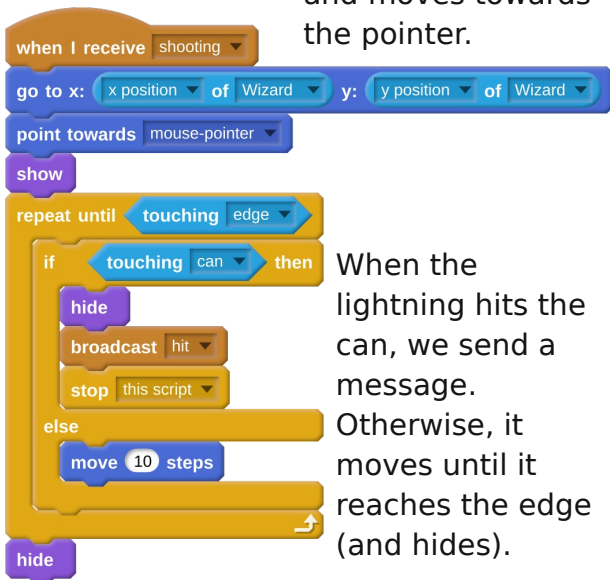 and moves towards
the pointer.
when I receive shooting
go to x: x position of Wizard y: y position of Wizard
point towards mouse-pointer
show
repeat until touching edge
if touching can then
hide
broadcast hit
stop this script
else
move 10 steps
hide
When the
lightning hits the
can, we send a
message.
Otherwise, it
moves until it
reaches the edge
(and hides).